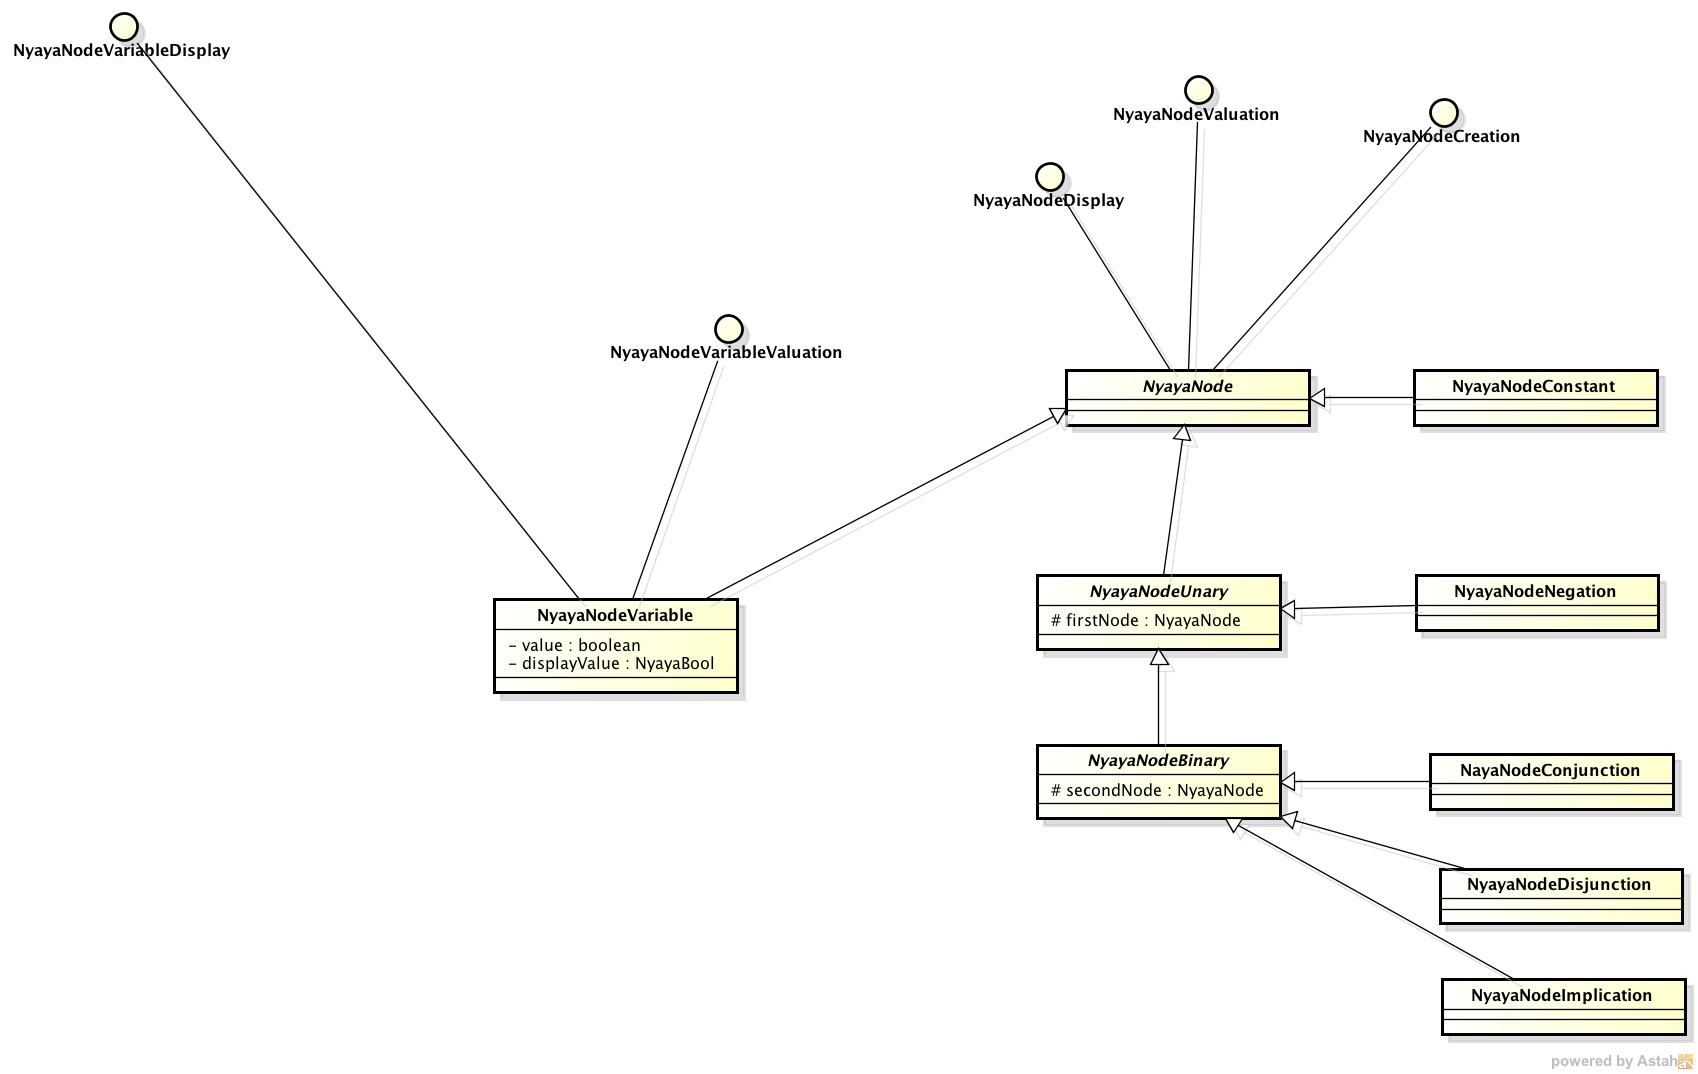 NyayaNodeVariableDisplay
NyayaNodeValuation
NyayaNodeCreation
NyayaNodeDisplay
NyayaNodeVariableValuation
NyayaNode
NyayaNodeConstant
NyayaNodeUnary
# firstNode : NyayaNode
NyayaNodeNegation
NyayaNodeVariable
- value : boolean
- displayValue : NyayaBool
NyayaNodeBinary
# secondNode : NyayaNode
NayaNodeConjunction
NyayaNodeDisjunction
NyayaNodeImplication
powered by Astah